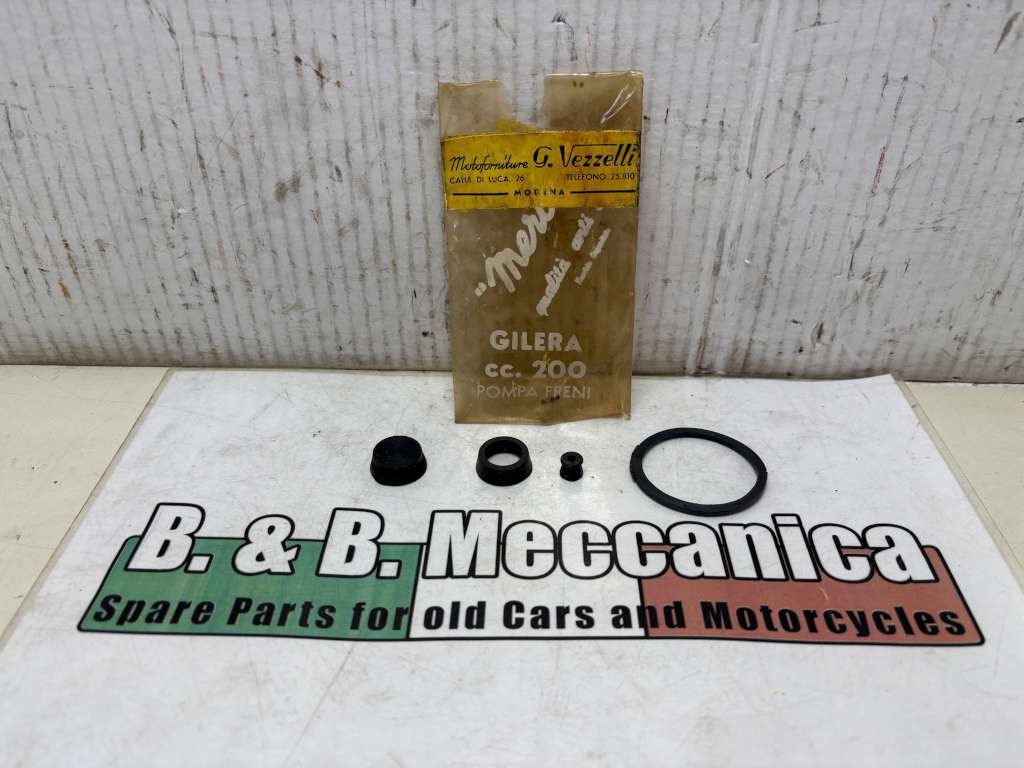 Motoforniture G. Vezzelli
CALLE DI LUCA, 26 TELEFONO 25.810
MODENA
GILERA
cc. 200
POMPA FRENI
B. & B. Meccanica
Spare Parts for old Cars and Motorcycles